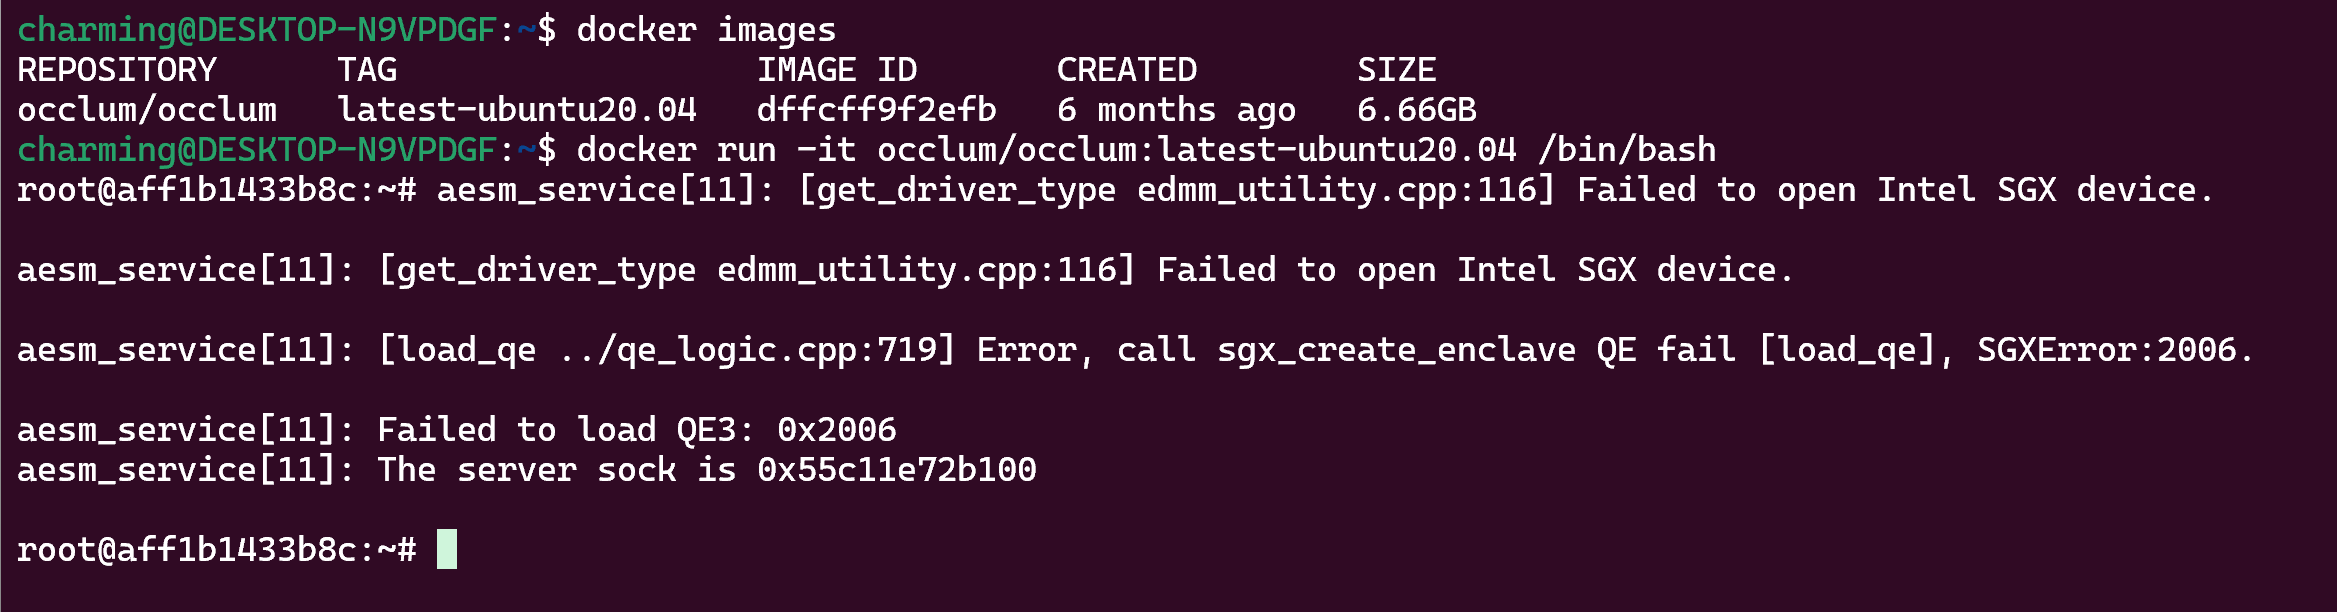 charming@DESKTOP-N9VPDGF:~$ docker images
REPOSITORY      TAG                  IMAGE ID       CREATED        SIZE
occlum/occlum   latest-ubuntu20.04   dffcff9f2efb   6 months ago   6.66GB
charming@DESKTOP-N9VPDGF:~$ docker run -it occlum/occlum:latest-ubuntu20.04 /bin/bash
root@aff1b1433b8c:~# aesm_service[11]: [get_driver_type edmm_utility.cpp:116] Failed to open Intel SGX device.
aesm_service[11]: [get_driver_type edmm_utility.cpp:116] Failed to open Intel SGX device.
aesm_service[11]: [load_qe ../qe_logic.cpp:719] Error, call sgx_create_enclave QE fail [load_qe], SGXError:2006.
aesm_service[11]: Failed to load QE3: 0x2006
aesm_service[11]: The server sock is 0x55c11e72b100
root@aff1b1433b8c:~#